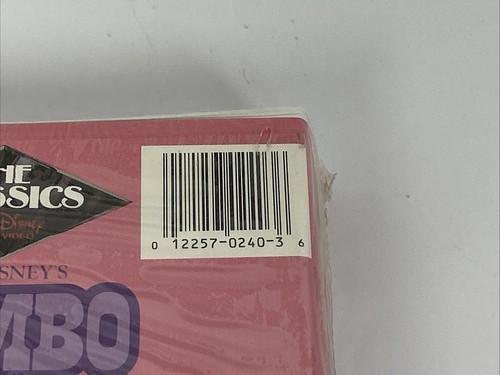 HE
SSICS
Disney
VIDEO
0 12257-0240-3 6
SNEY'S
MBO